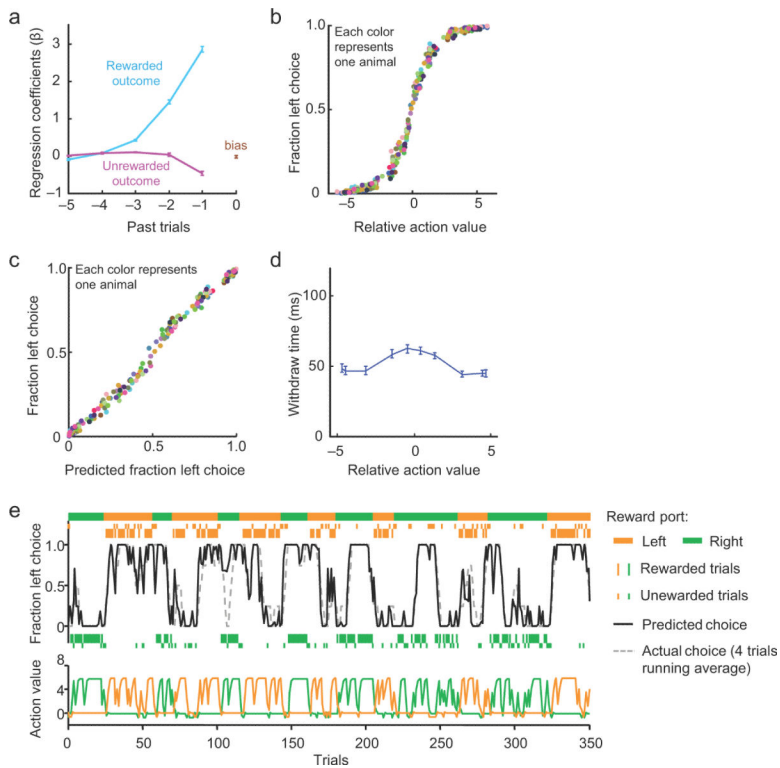 a
Regression coefficients (β)
3
2
1
0
−1
Rewarded
outcome
Unrewarded
outcome
bias
−5 −4 −3 −2 −1 0
Past trials
b
Each color
represents
one animal
Fraction left choice
1.0
0.5
0
−5 0 5
Relative action value
c
Each color represents
one animal
Fraction left choice
1.0
0.5
0
0 0.5 1.0
Predicted fraction left choice
d
Withdraw time (ms)
100
50
0
−5 0 5
Relative action value
e
Fraction left choice
1.0
0.5
0
Action value
8
4
0
0 50 100 150 200 250 300 350
Trials
Reward port:
Left Right
Rewarded trials
Unewarded trials
Predicted choice
Actual choice (4 trials
running average)